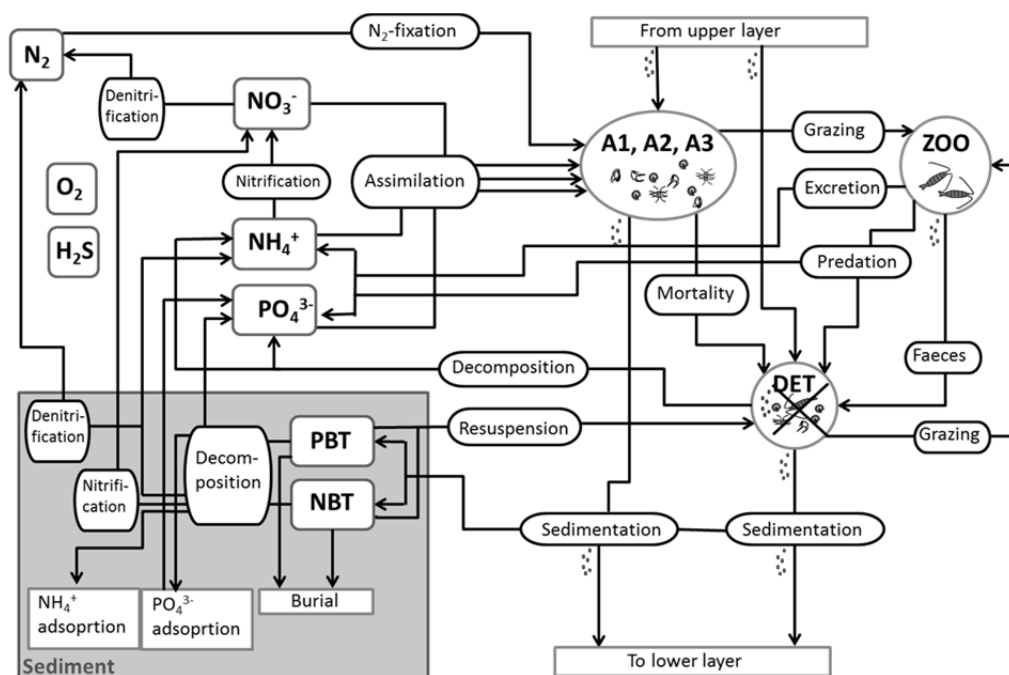 N₂
N₂-fixation
From upper layer
Denitri-
fication
NO₃⁻
A1, A2, A3
Grazing
ZOO
Nitrification
Assimilation
Excretion
O₂
H₂S
NH₄⁺
Predation
PO₄³⁻
Mortality
Decomposition
Faeces
DET
Denitri-
fication
PBT
Resuspension
Grazing
Decom-
position
Nitrifi-
cation
NBT
Sedimentation
Sedimentation
NH₄⁺
adsoprtion
PO₄³⁻
adsoprtion
Burial
Sediment
To lower layer